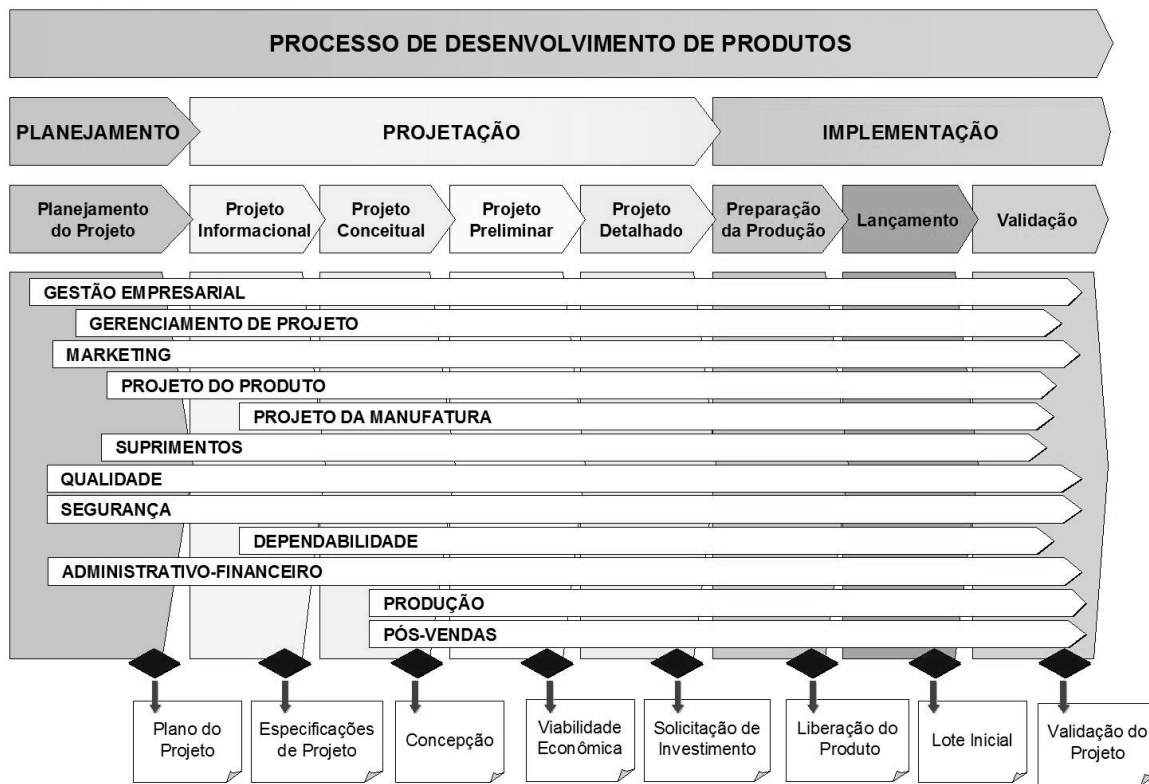 PROCESSO DE DESENVOLVIMENTO DE PRODUTOS
PLANEJAMENTO
PROJETAÇÃO
IMPLEMENTAÇÃO
Planejamento
do Projeto
Projeto
Informacional
Projeto
Conceitual
Projeto
Preliminar
Projeto
Detalhado
Preparação
da Produção
Lançamento
Validação
GESTÃO EMPRESARIAL
GERENCIAMENTO DE PROJETO
MARKETING
PROJETO DO PRODUTO
PROJETO DA MANUFATURA
SUPRIMENTOS
QUALIDADE
SEGURANÇA
DEPENDABILIDADE
ADMINISTRATIVO-FINANCEIRO
PRODUÇÃO
PÓS-VENDAS
Plano do
Projeto
Especificações
de Projeto
Concepção
Viabilidade
Econômica
Solicitação de
Investimento
Liberação do
Produto
Lote Inicial
Validação do
Projeto